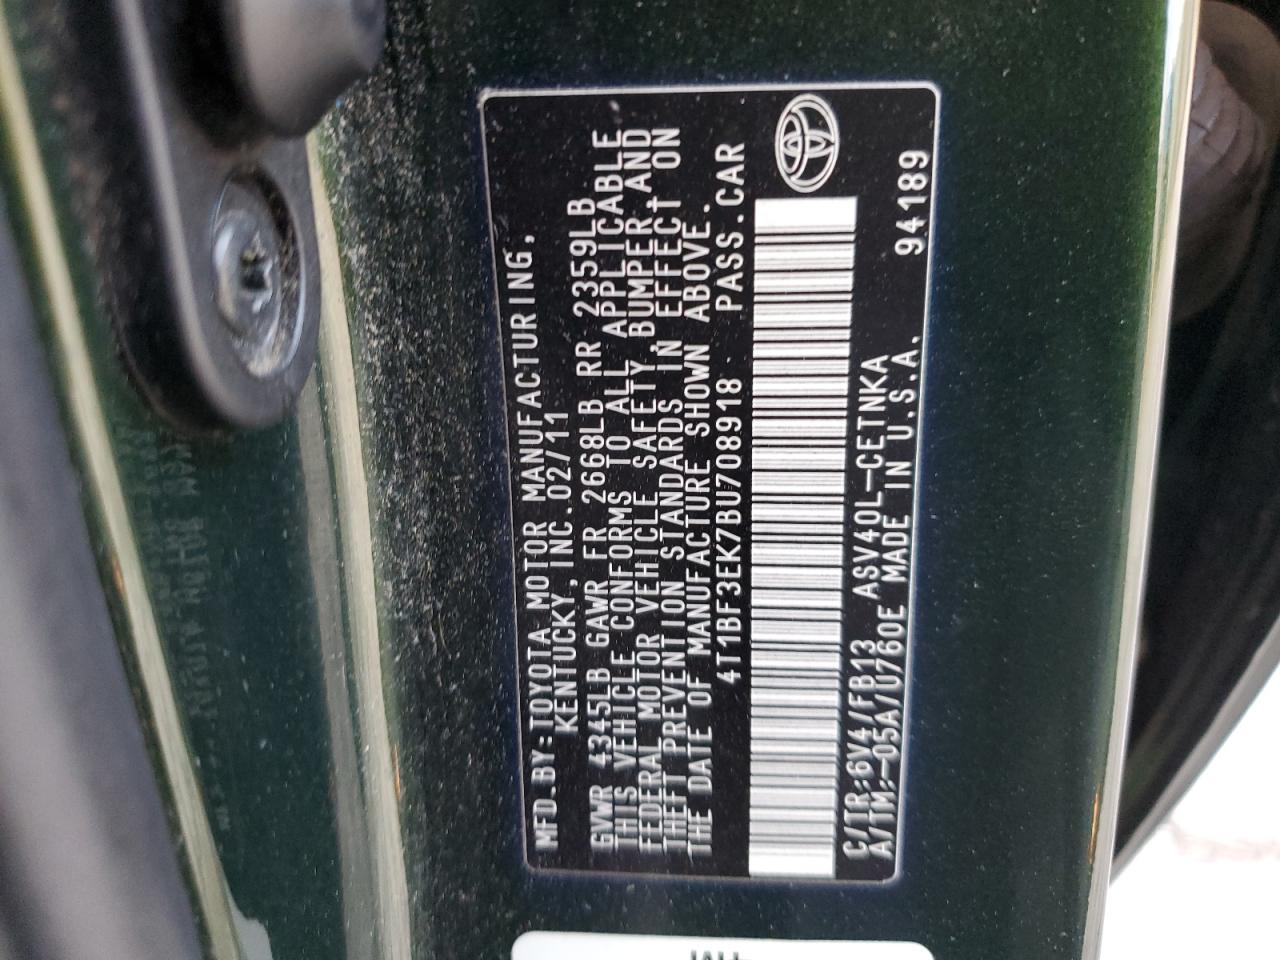 MFD.BY:TOYOTA MOTOR MANUFACTURING,
KENTUCKY,INC.02/11
GVWR 4345LB GAWR FR 2668LB RR 2359LB
THIS VEHICLE CONFORMS TO ALL APPLICABLE
FEDERAL MOTOR VEHICLE SAFETY,BUMPER,AND
THEFT PREVENTION STANDARDS IN EFFECT ON
THE DATE OF MANUFACTURE SHOWN ABOVE.
4T1BF3EK7BU708918 PASS.CAR
C/TR:6V4/FB13 ASV40L-CETNKA
A/TM:-05A/U760E MADE IN U.S.A. 94189